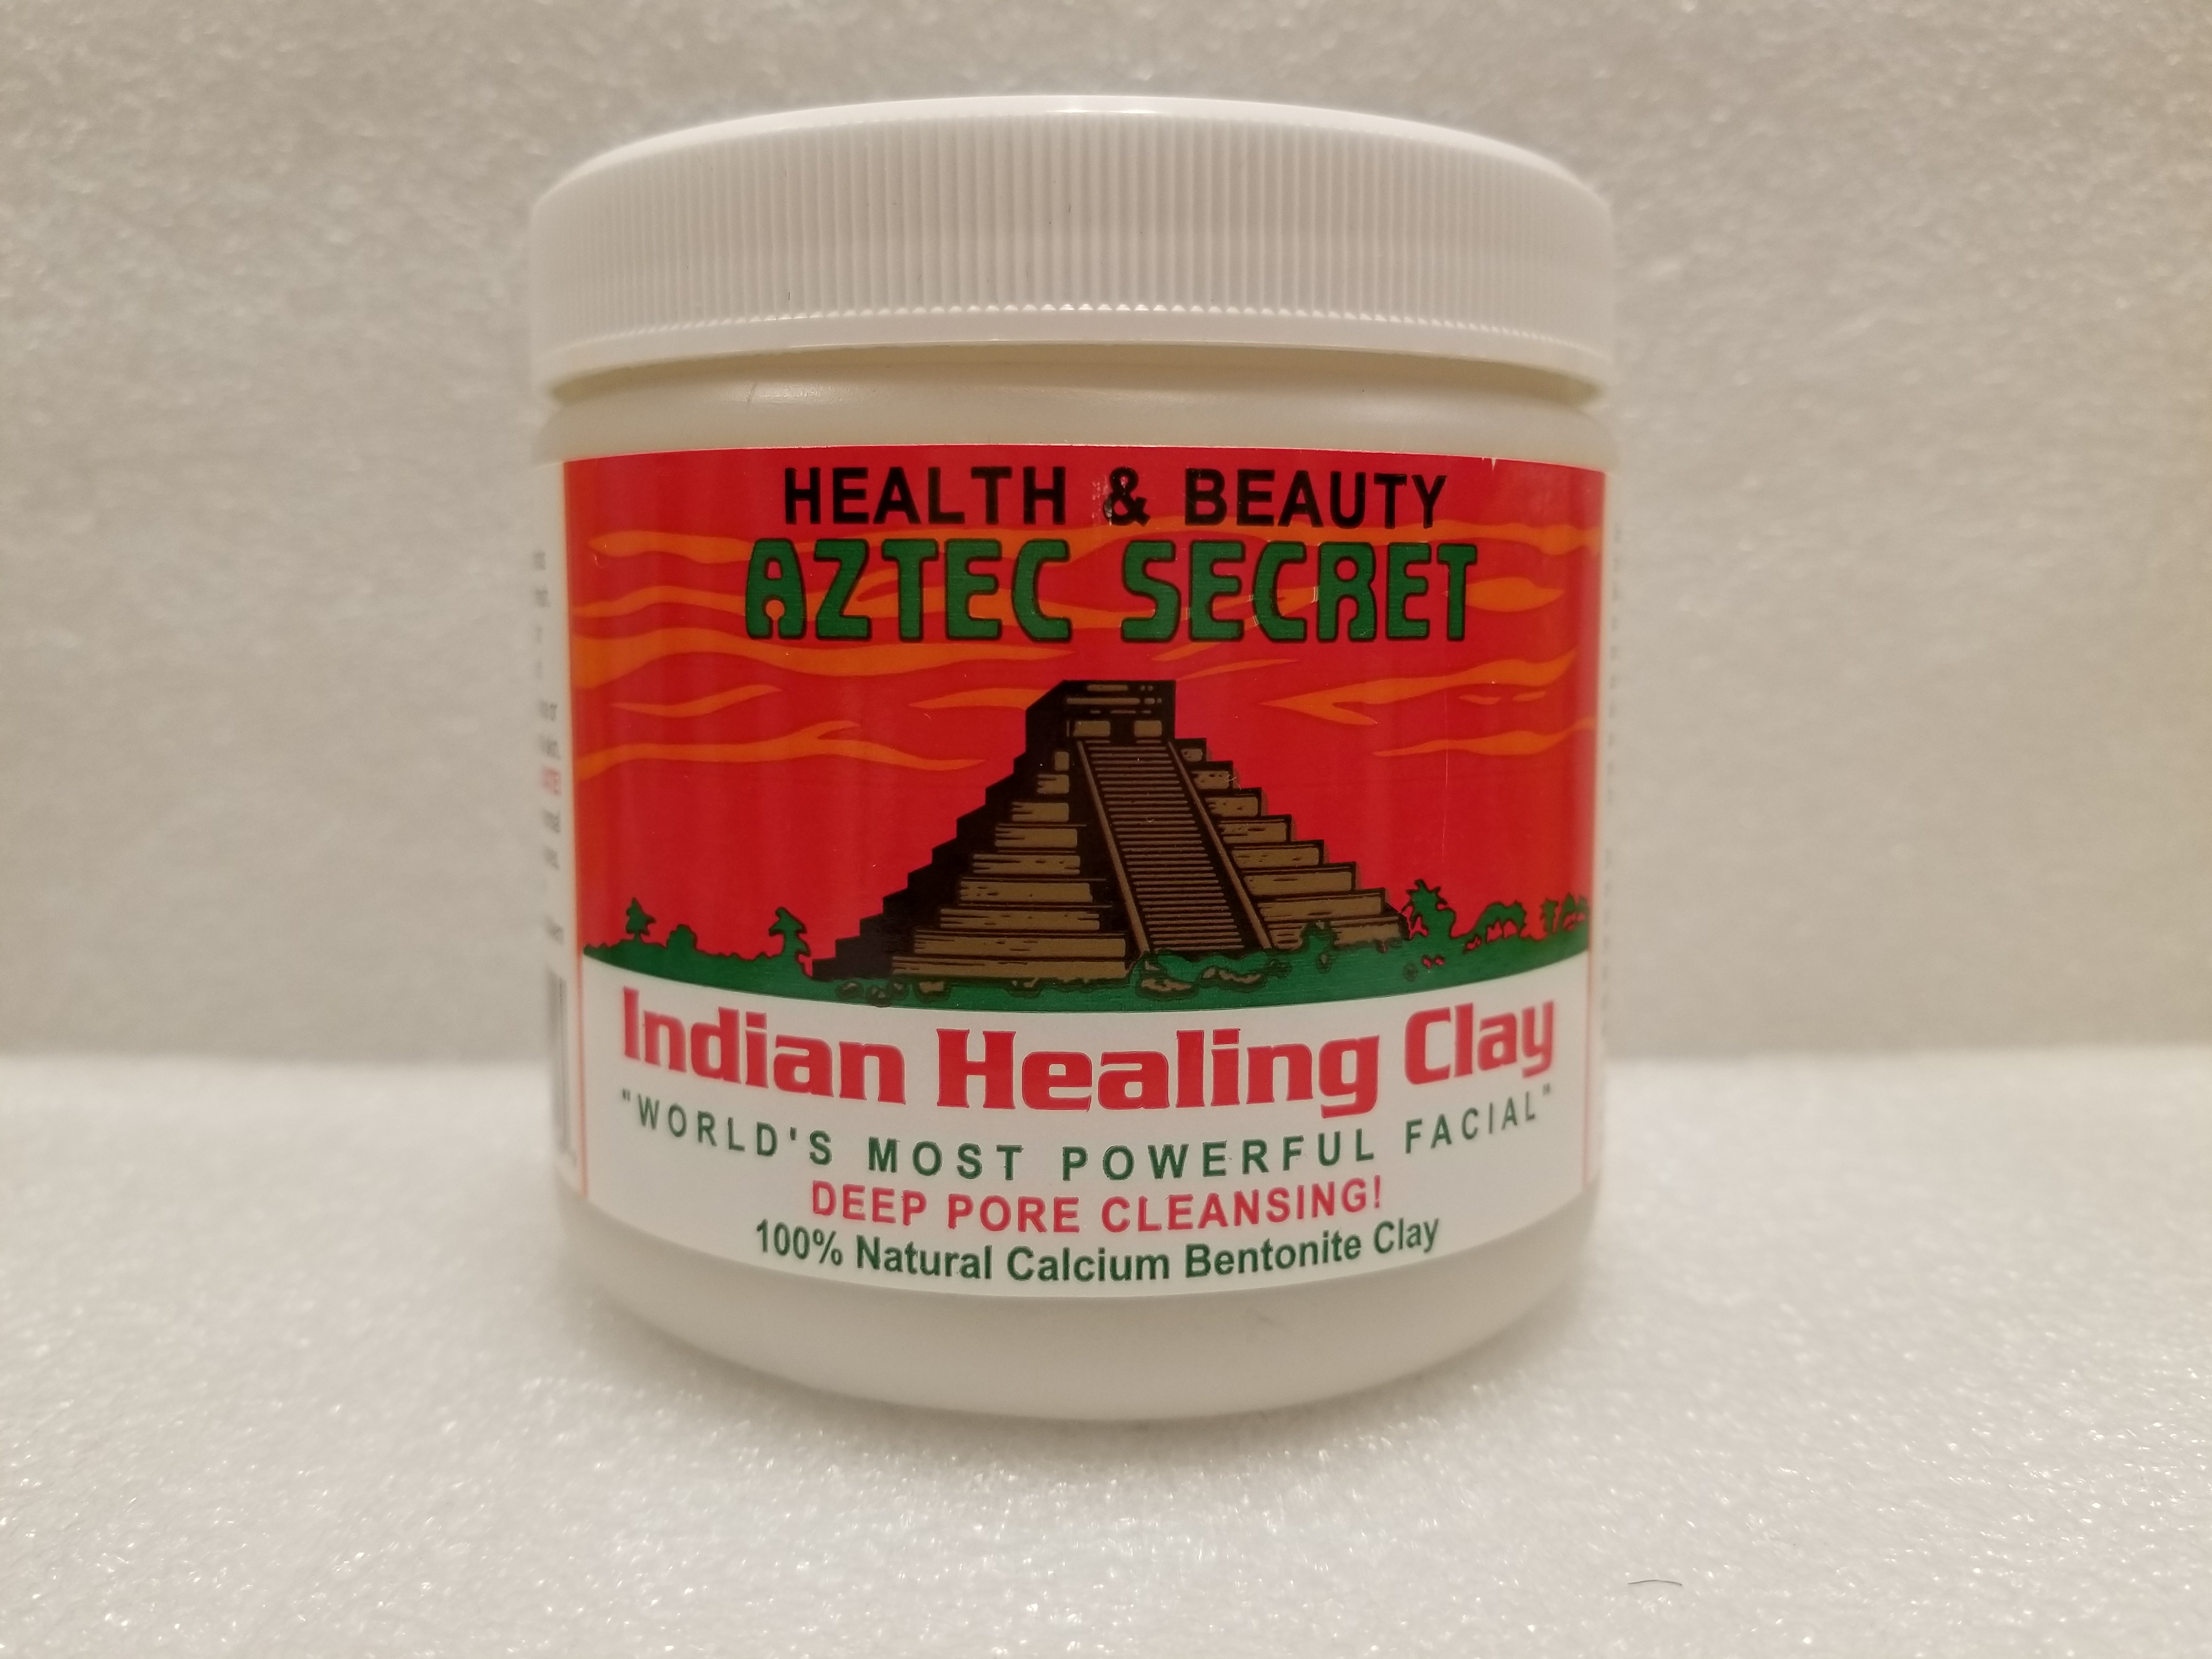 HEALTH & BEAUTY
AZTEC SECRET
Indian Healing Clay
"WORLD'S MOST POWERFUL FACIAL"
DEEP PORE CLEANSING!
100% Natural Calcium Bentonite Clay